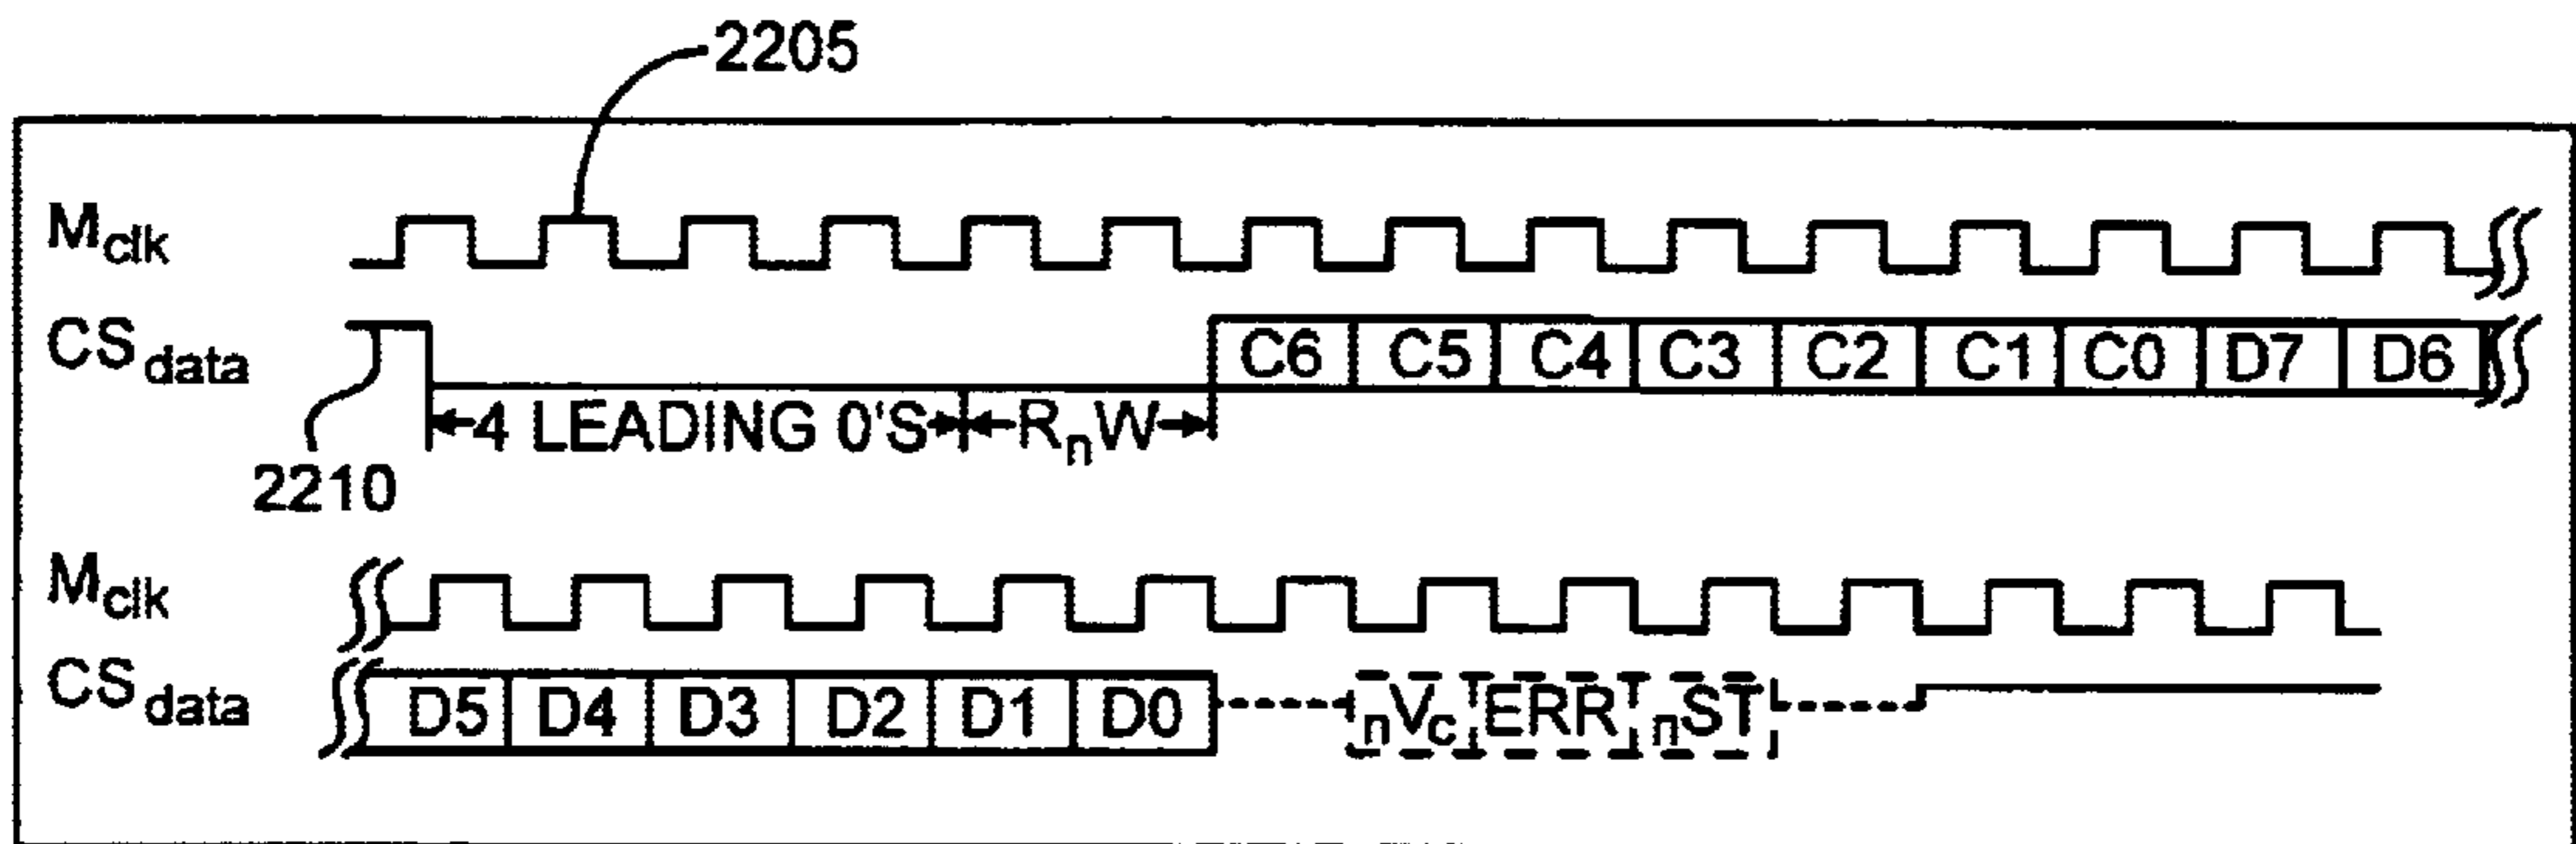 2205
Mclk
CSdata C6 C5 C4 C3 C2 C1 C0 D7 D6
4 LEADING 0'S RnW
2210
Mclk
CSdata D5 D4 D3 D2 D1 D0 nVc ERR nST